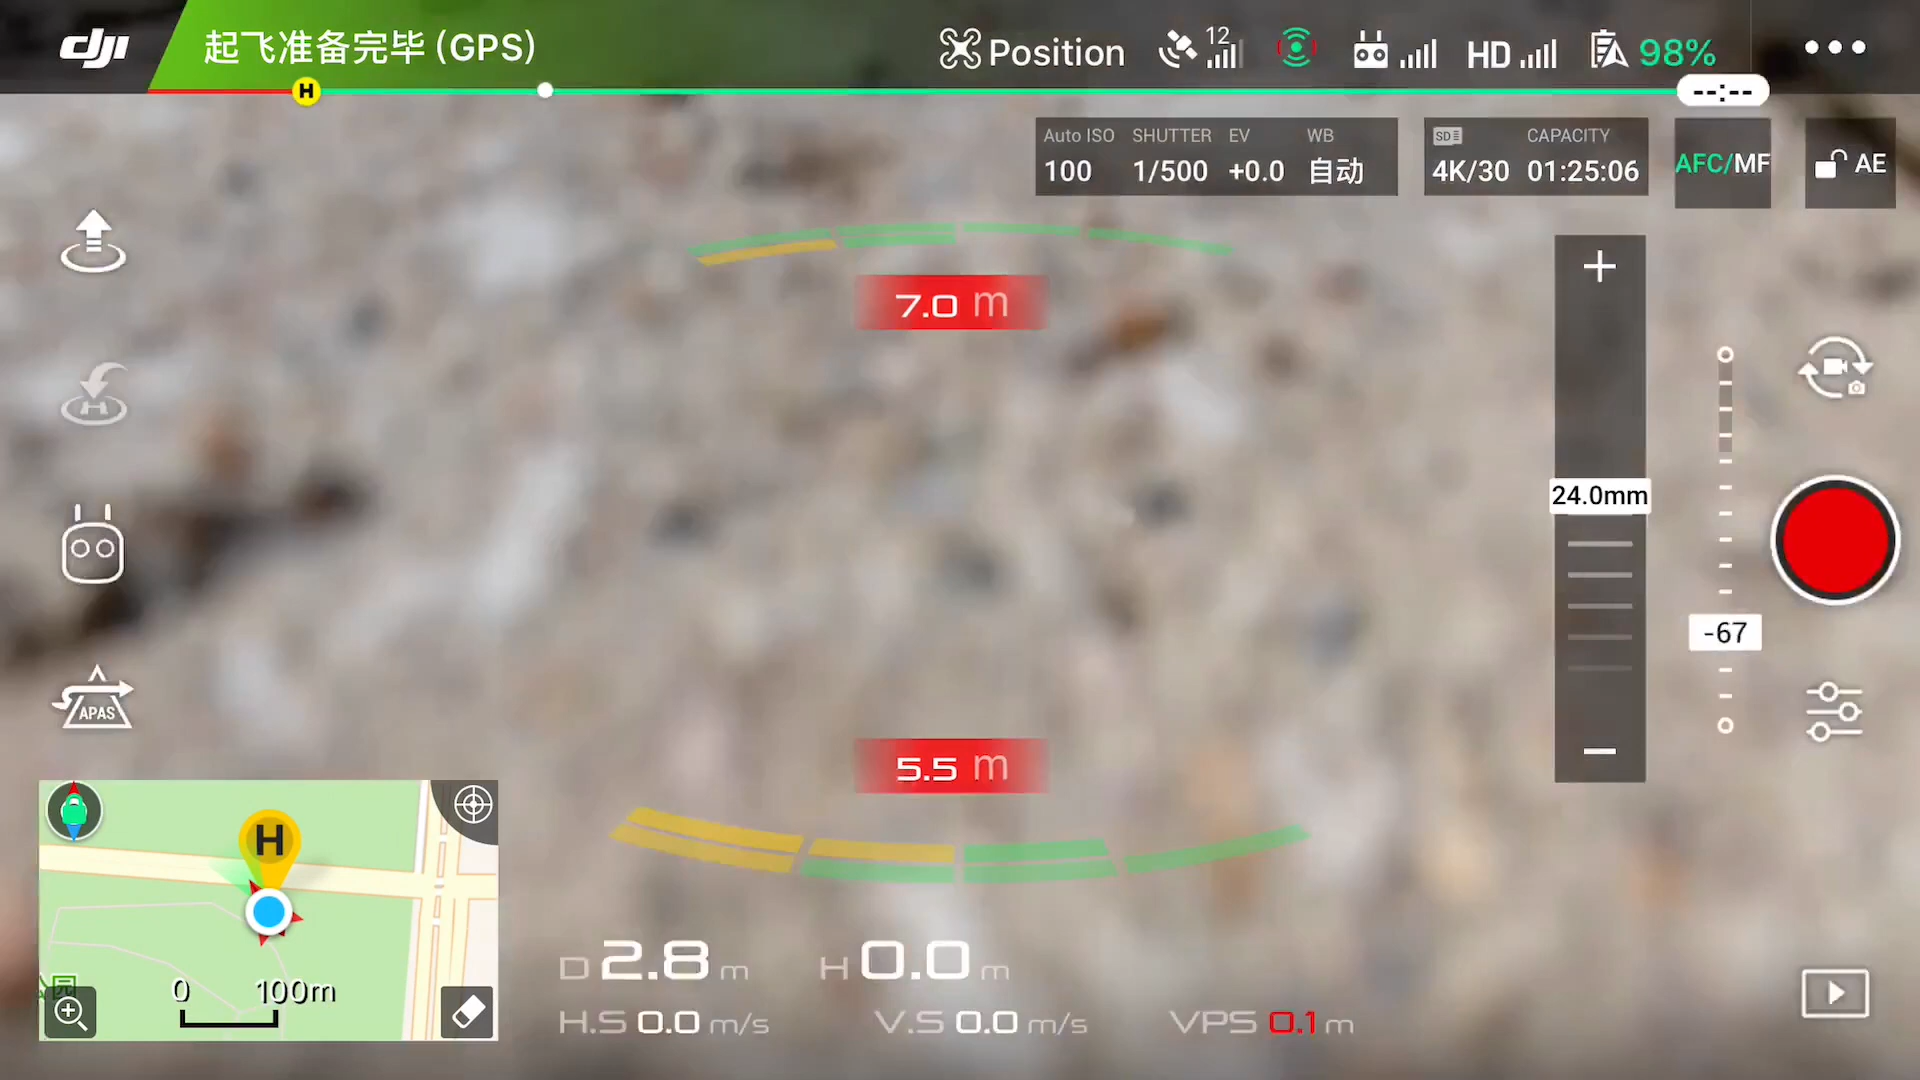 dji
起飞准备完毕 (GPS)
Position
12
HD
98%
H
--:--
Auto ISO SHUTTER EV WB
100 1/500 +0.0 自动
SD CAPACITY
4K/30 01:25:06
AFC/MF
AE
7.0 m
24.0mm
-67
APAS
5.5 m
H
园
0 100m
D 2.8 m H 0.0 m
H.S 0.0 m/s V.S 0.0 m/s VPS 0.1 m